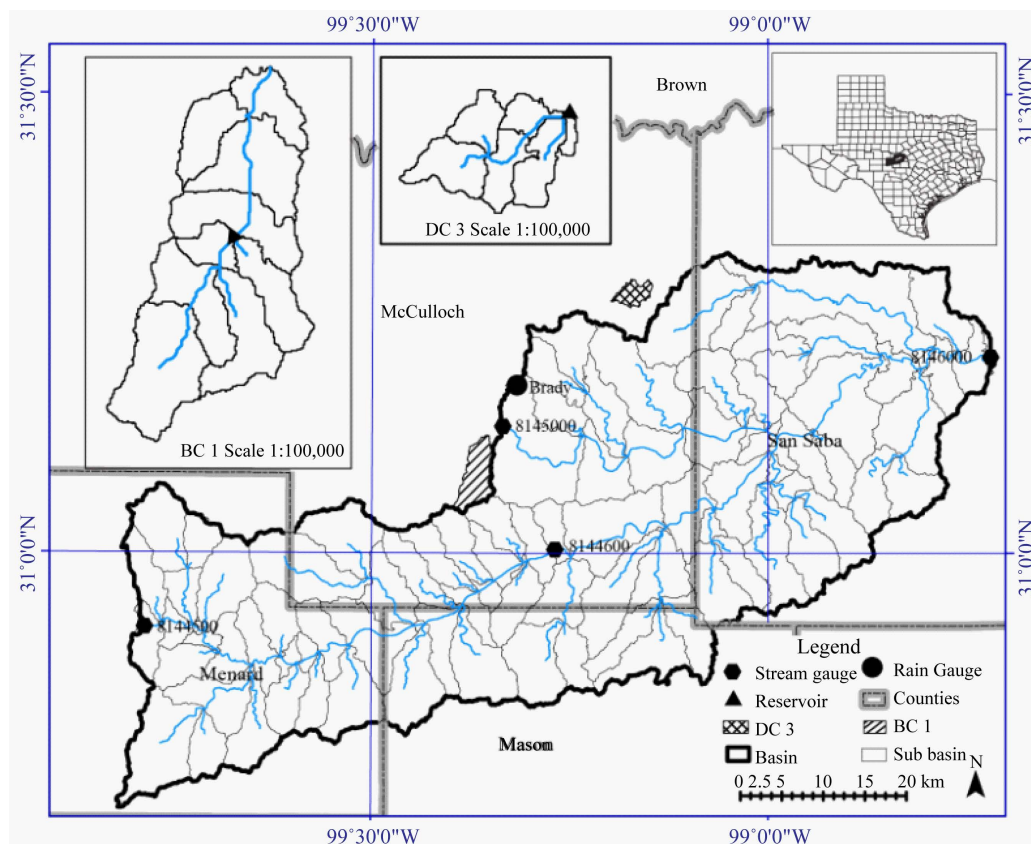 99°30'0"W 99°0'0"W
31°30'0"N
31°30'0"N
Brown
DC 3 Scale 1:100,000
McCulloch
8146000
Brady
8145000
San Saba
BC 1 Scale 1:100,000
31°0'0"N
31°0'0"N
8144600
8144500
Menard
Mason
Legend
Stream gauge Rain Gauge
Reservoir Counties
DC 3 BC 1
Basin Sub basin
N
0 2.5 5 10 15 20 km
99°30'0"W 99°0'0"W